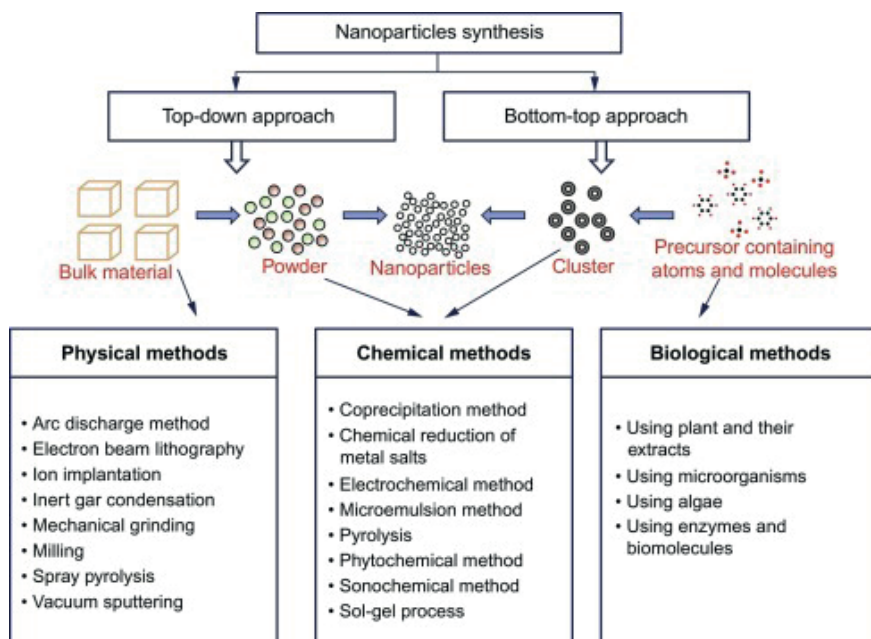 Nanoparticles synthesis
Top-down approach
Bottom-top approach
Bulk material
Powder
Nanoparticles
Cluster
Precursor containing
atoms and molecules
Physical methods
• Arc discharge method
• Electron beam lithography
• Ion implantation
• Inert gar condensation
• Mechanical grinding
• Milling
• Spray pyrolysis
• Vacuum sputtering
Chemical methods
• Coprecipitation method
• Chemical reduction of
metal salts
• Electrochemical method
• Microemulsion method
• Pyrolysis
• Phytochemical method
• Sonochemical method
• Sol-gel process
Biological methods
• Using plant and their
extracts
• Using microorganisms
• Using algae
• Using enzymes and
biomolecules